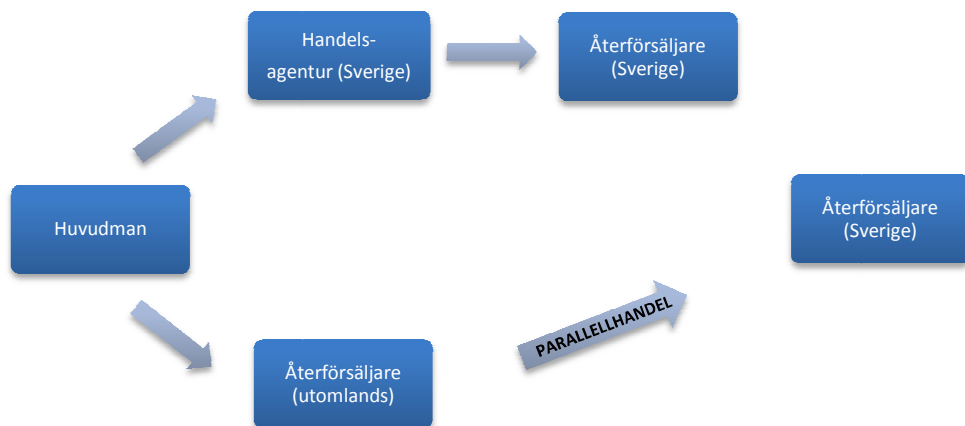 Handels-
agentur (Sverige)
Återförsäljare
(Sverige)
Huvudman
Återförsäljare
(Sverige)
PARALLELLHANDEL
Återförsäljare
(utomlands)